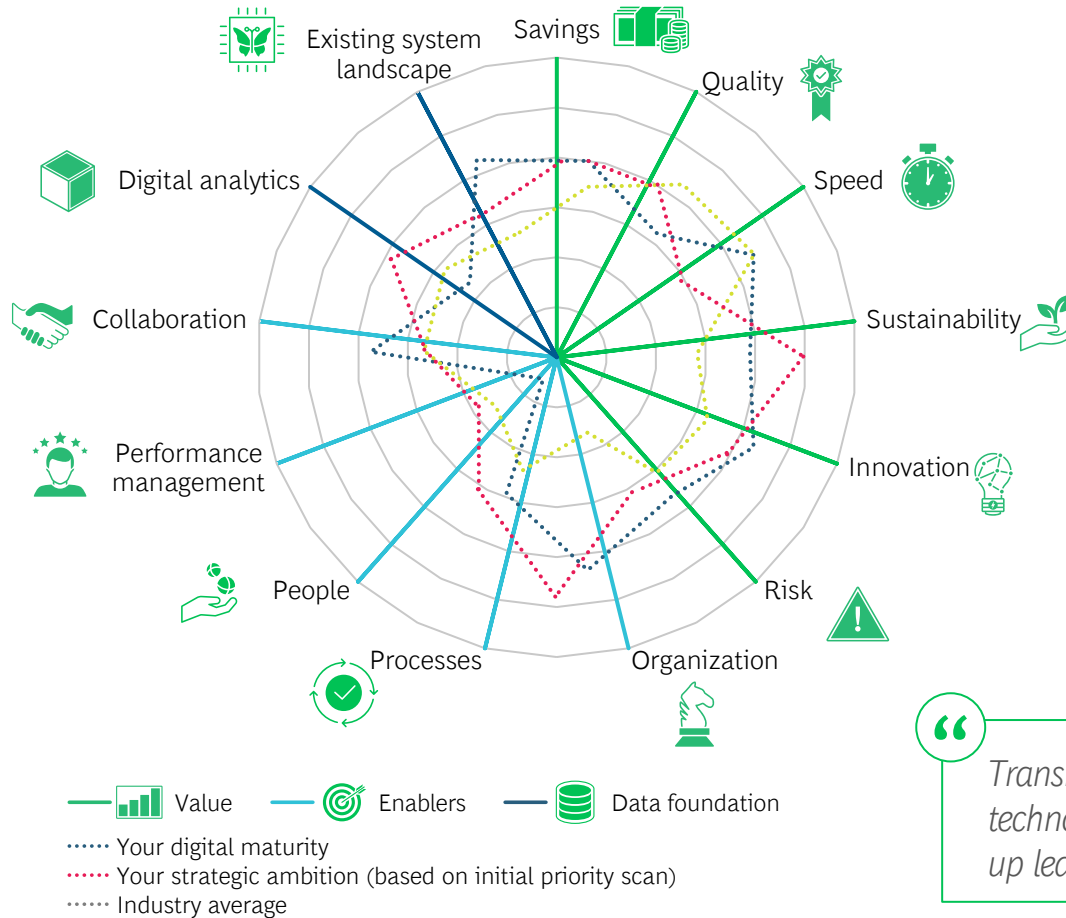 Savings
Existing system
landscape
Quality
Digital analytics
Speed
Collaboration
Sustainability
Performance
management
Innovation
People
Risk
Processes
Organization
Value
Enablers
Data foundation
Your digital maturity
Your strategic ambition (based on initial priority scan)
Industry average
“
up